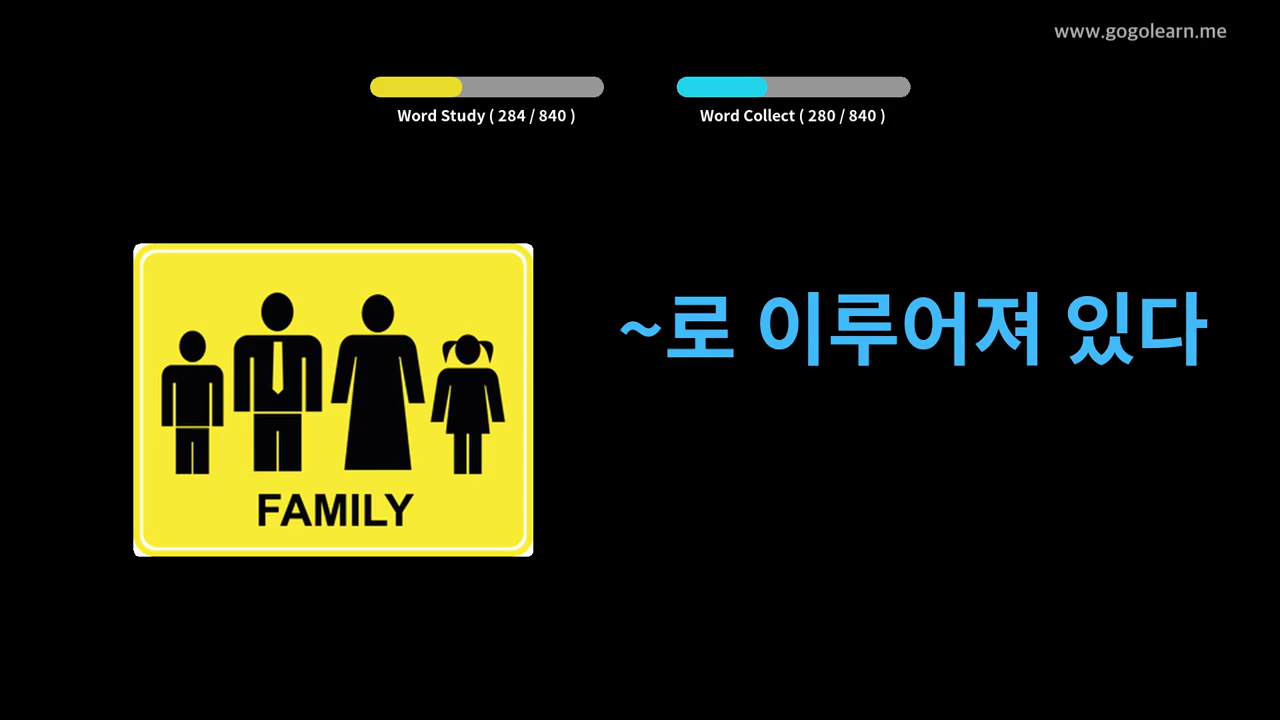 www.gogolearn.me
Word Study ( 284 / 840 )
Word Collect ( 280 / 840 )
~로 이루어져 있다
FAMILY